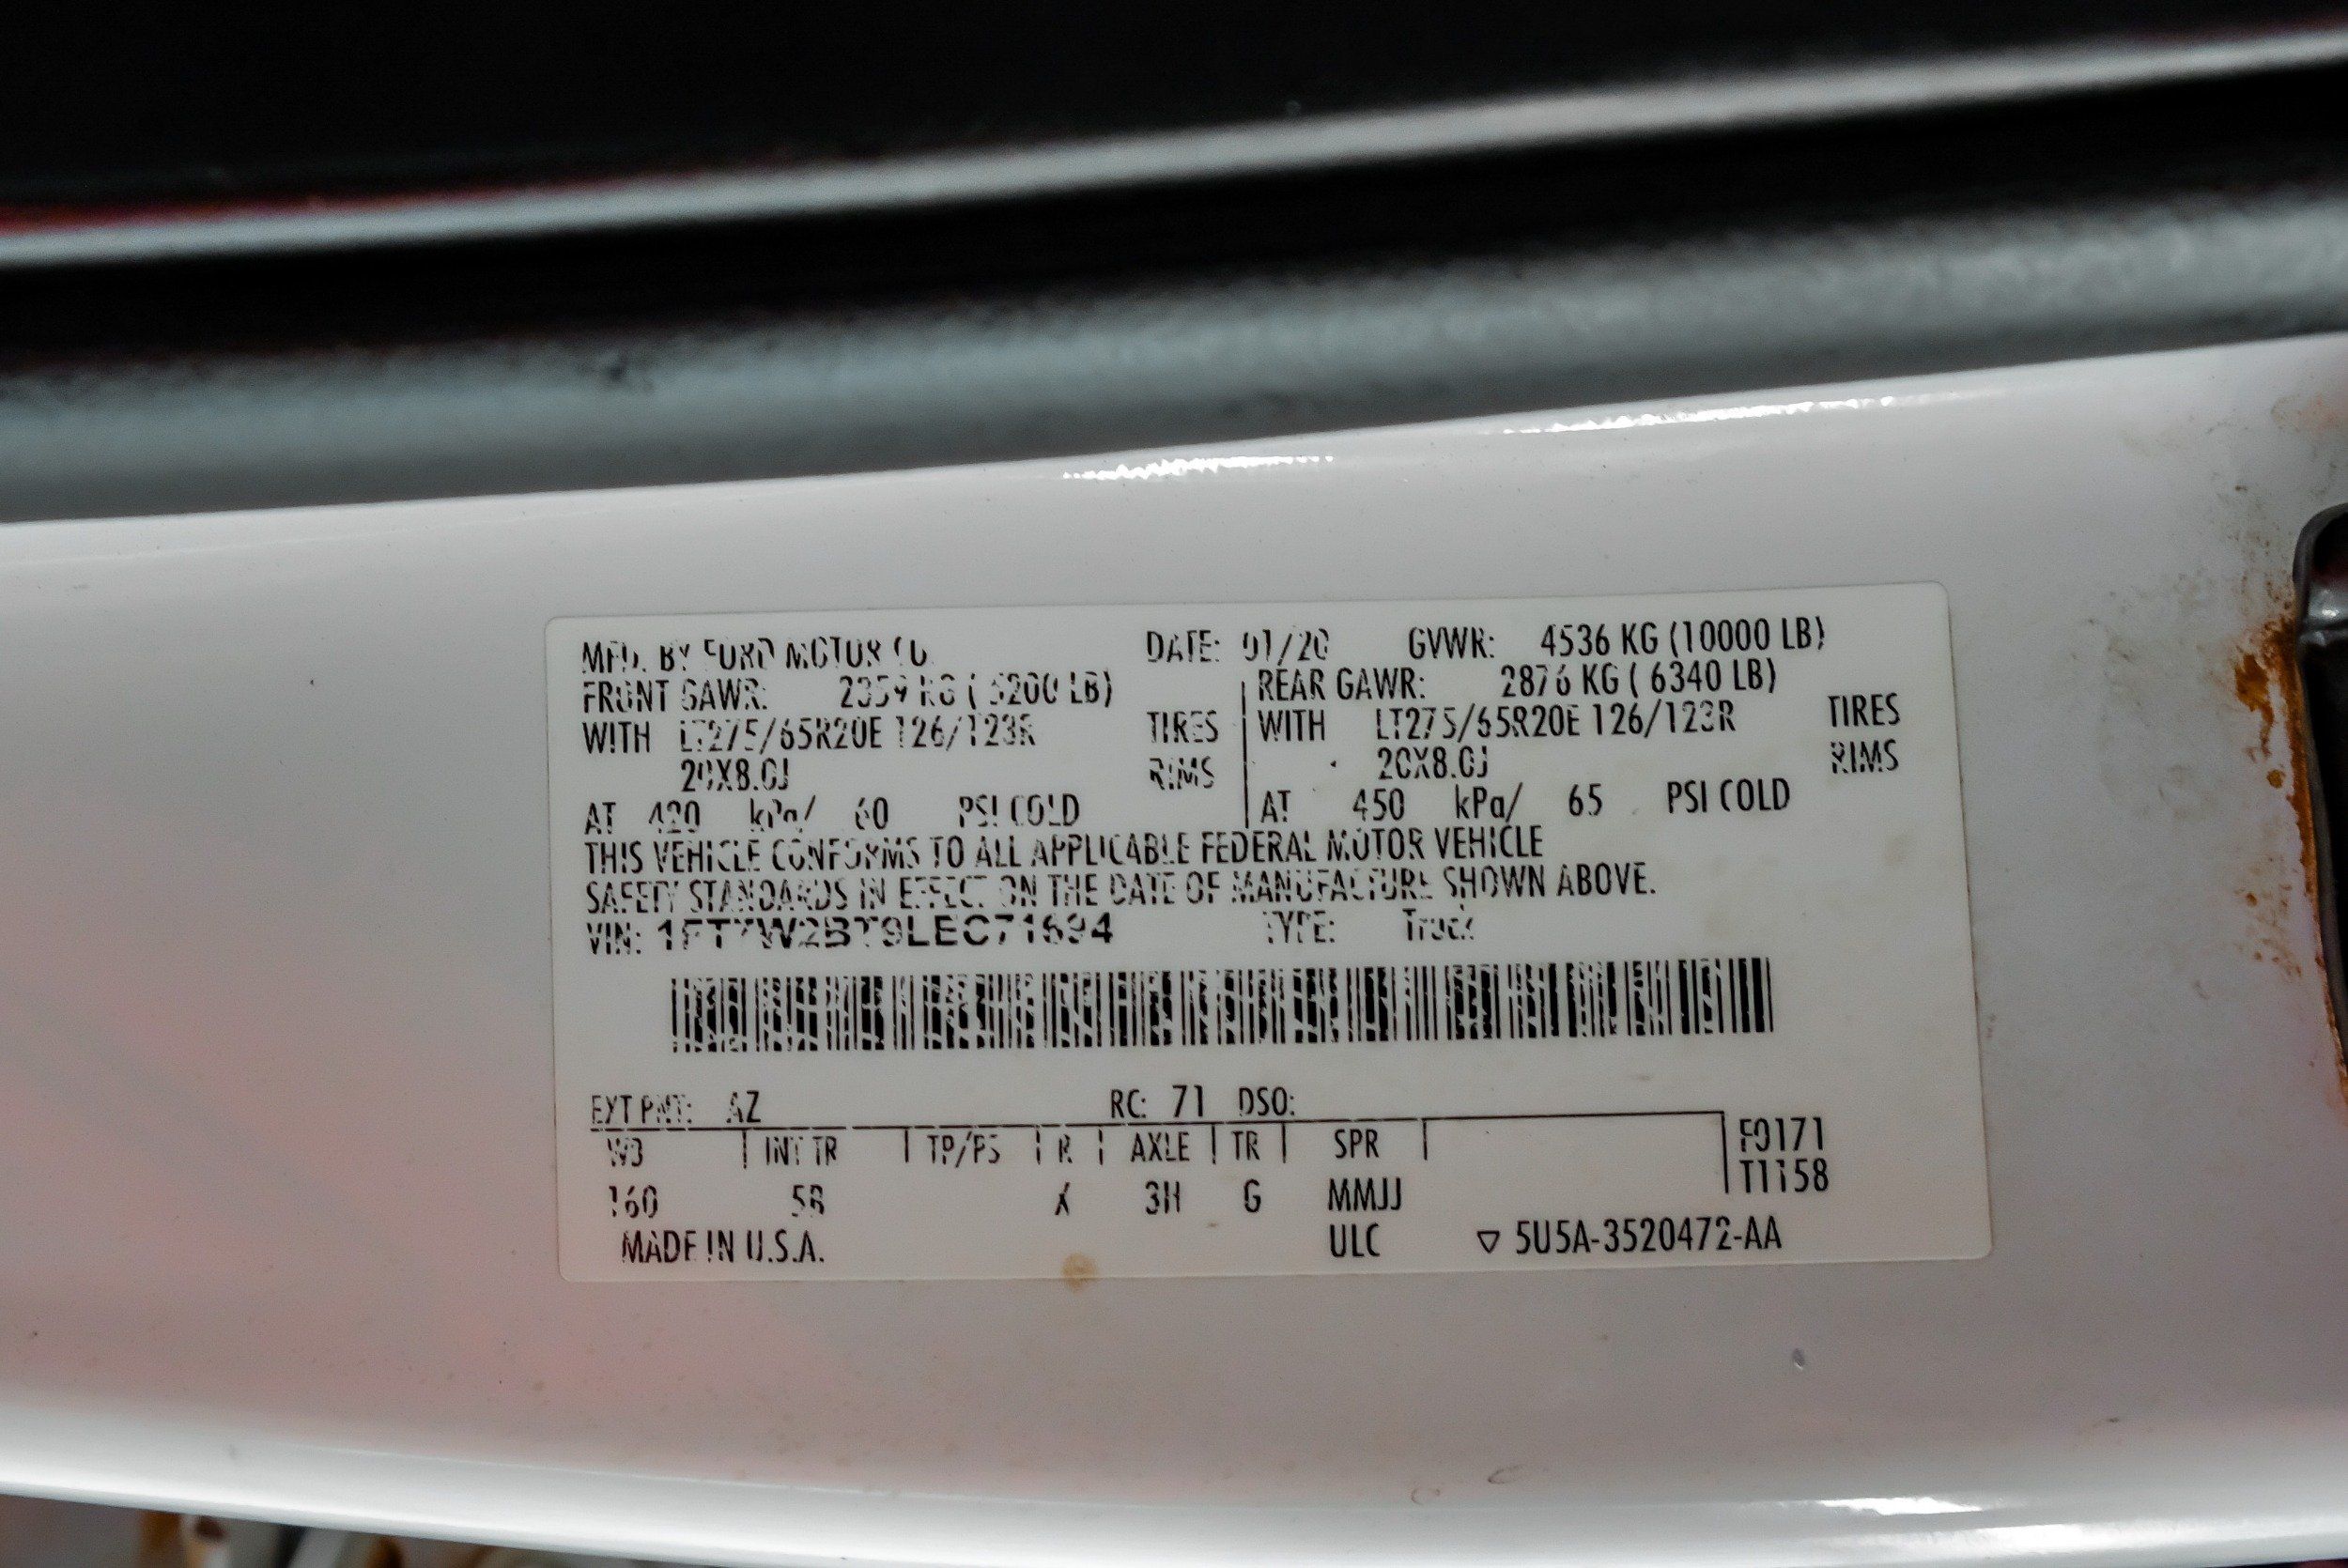 MFD. BY FORD MOTOR CO.
DATE: 01/20 GVWR: 4536 KG (10000 LB)
FRONT GAWR: 2359 KG ( 5200 LB)
WITH LT275/65R20E 126/123R TIRES
20X8.0J RIMS
AT 420 kPa/ 60 PSI COLD
REAR GAWR: 2876 KG ( 6340 LB)
WITH LT275/65R20E 126/123R TIRES
20X8.0J RIMS
AT 450 kPa/ 65 PSI COLD
THIS VEHICLE CONFORMS TO ALL APPLICABLE FEDERAL MOTOR VEHICLE
SAFETY STANDARDS IN EFFECT ON THE DATE OF MANUFACTURE SHOWN ABOVE.
VIN: 1FT7W2BT9LEC71694 TYPE: Truck
EXT PNT: AZ RC: 71 DSO:
WB INT TR TP/PS R AXLE TR SPR
160 5B X 3H G MMJJ
F0171
T1158
MADE IN U.S.A. ULC ▽ 5U5A-3520472-AA